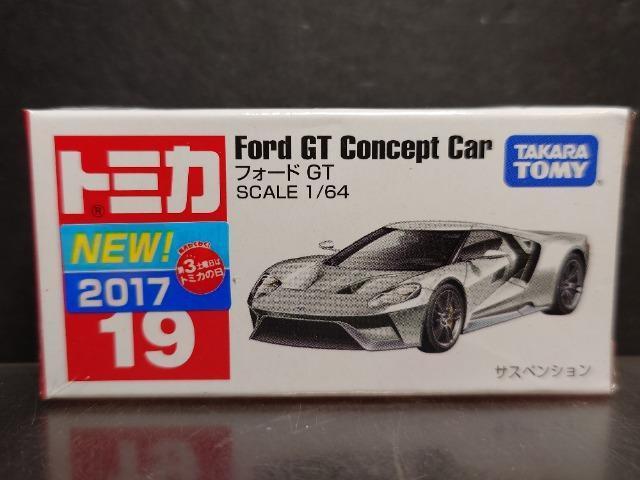 トミカ
®
NEW!
2017
第3土曜日は
トミカの日
19
Ford GT Concept Car
フォード GT
SCALE 1/64
TAKARA
TOMY
サスペンション